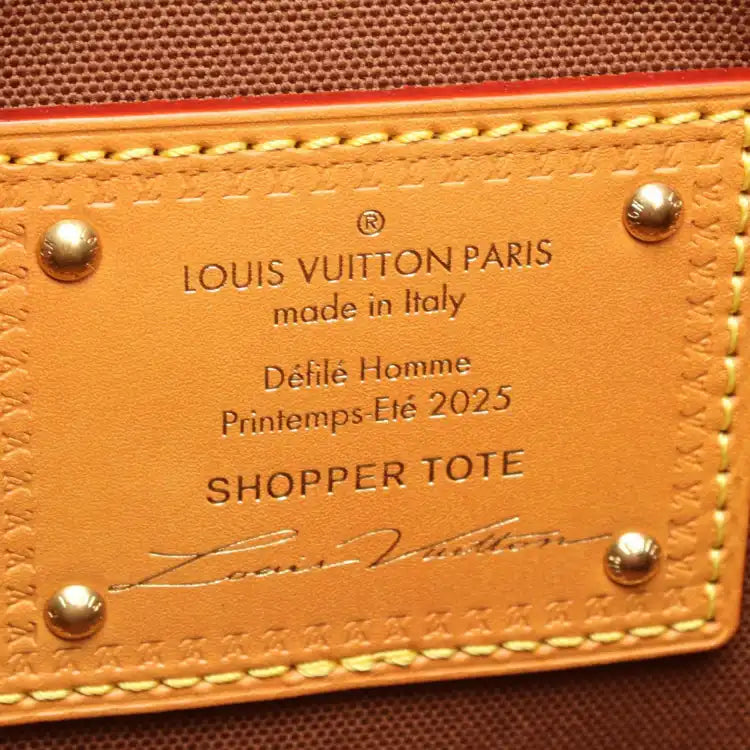 ®
LOUIS VUITTON PARIS
made in Italy
Défilé Homme
Printemps-Eté 2025
SHOPPER TOTE
Louis Vuitton